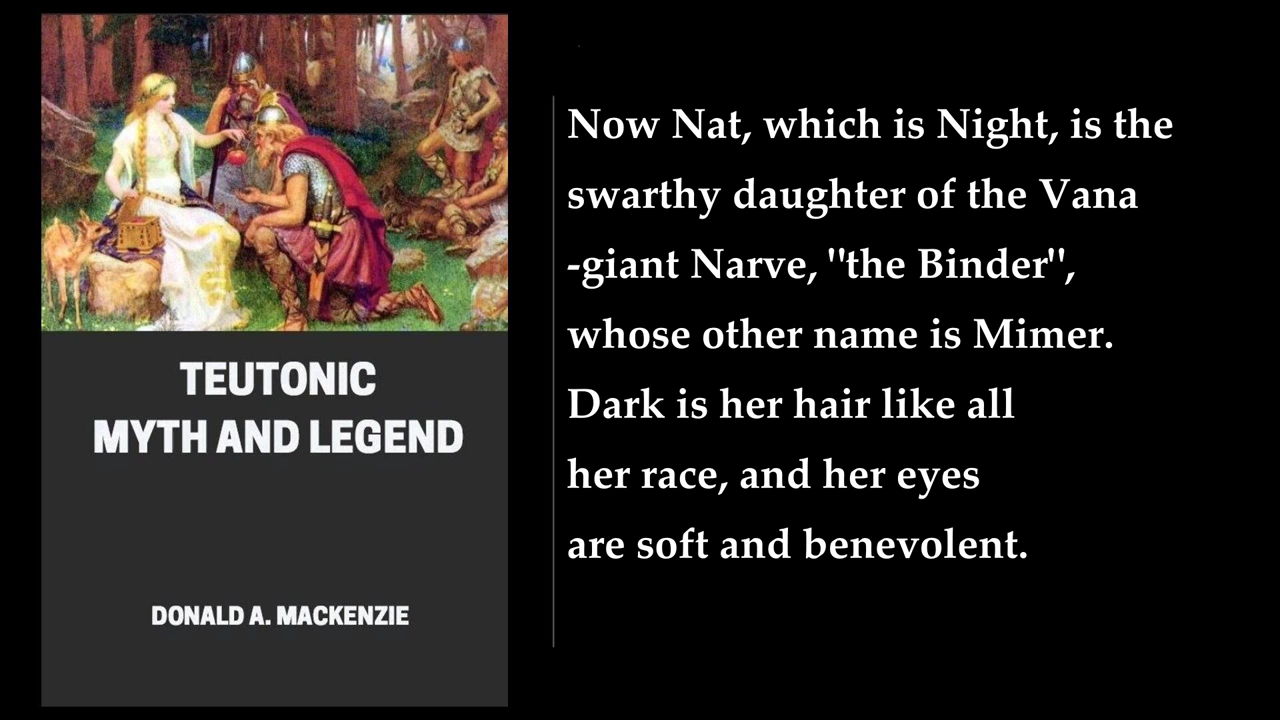 TEUTONIC
MYTH AND LEGEND
DONALD A. MACKENZIE
Now Nat, which is Night, is the
swarthy daughter of the Vana
-giant Narve, "the Binder",
whose other name is Mimer.
Dark is her hair like all
her race, and her eyes
are soft and benevolent.